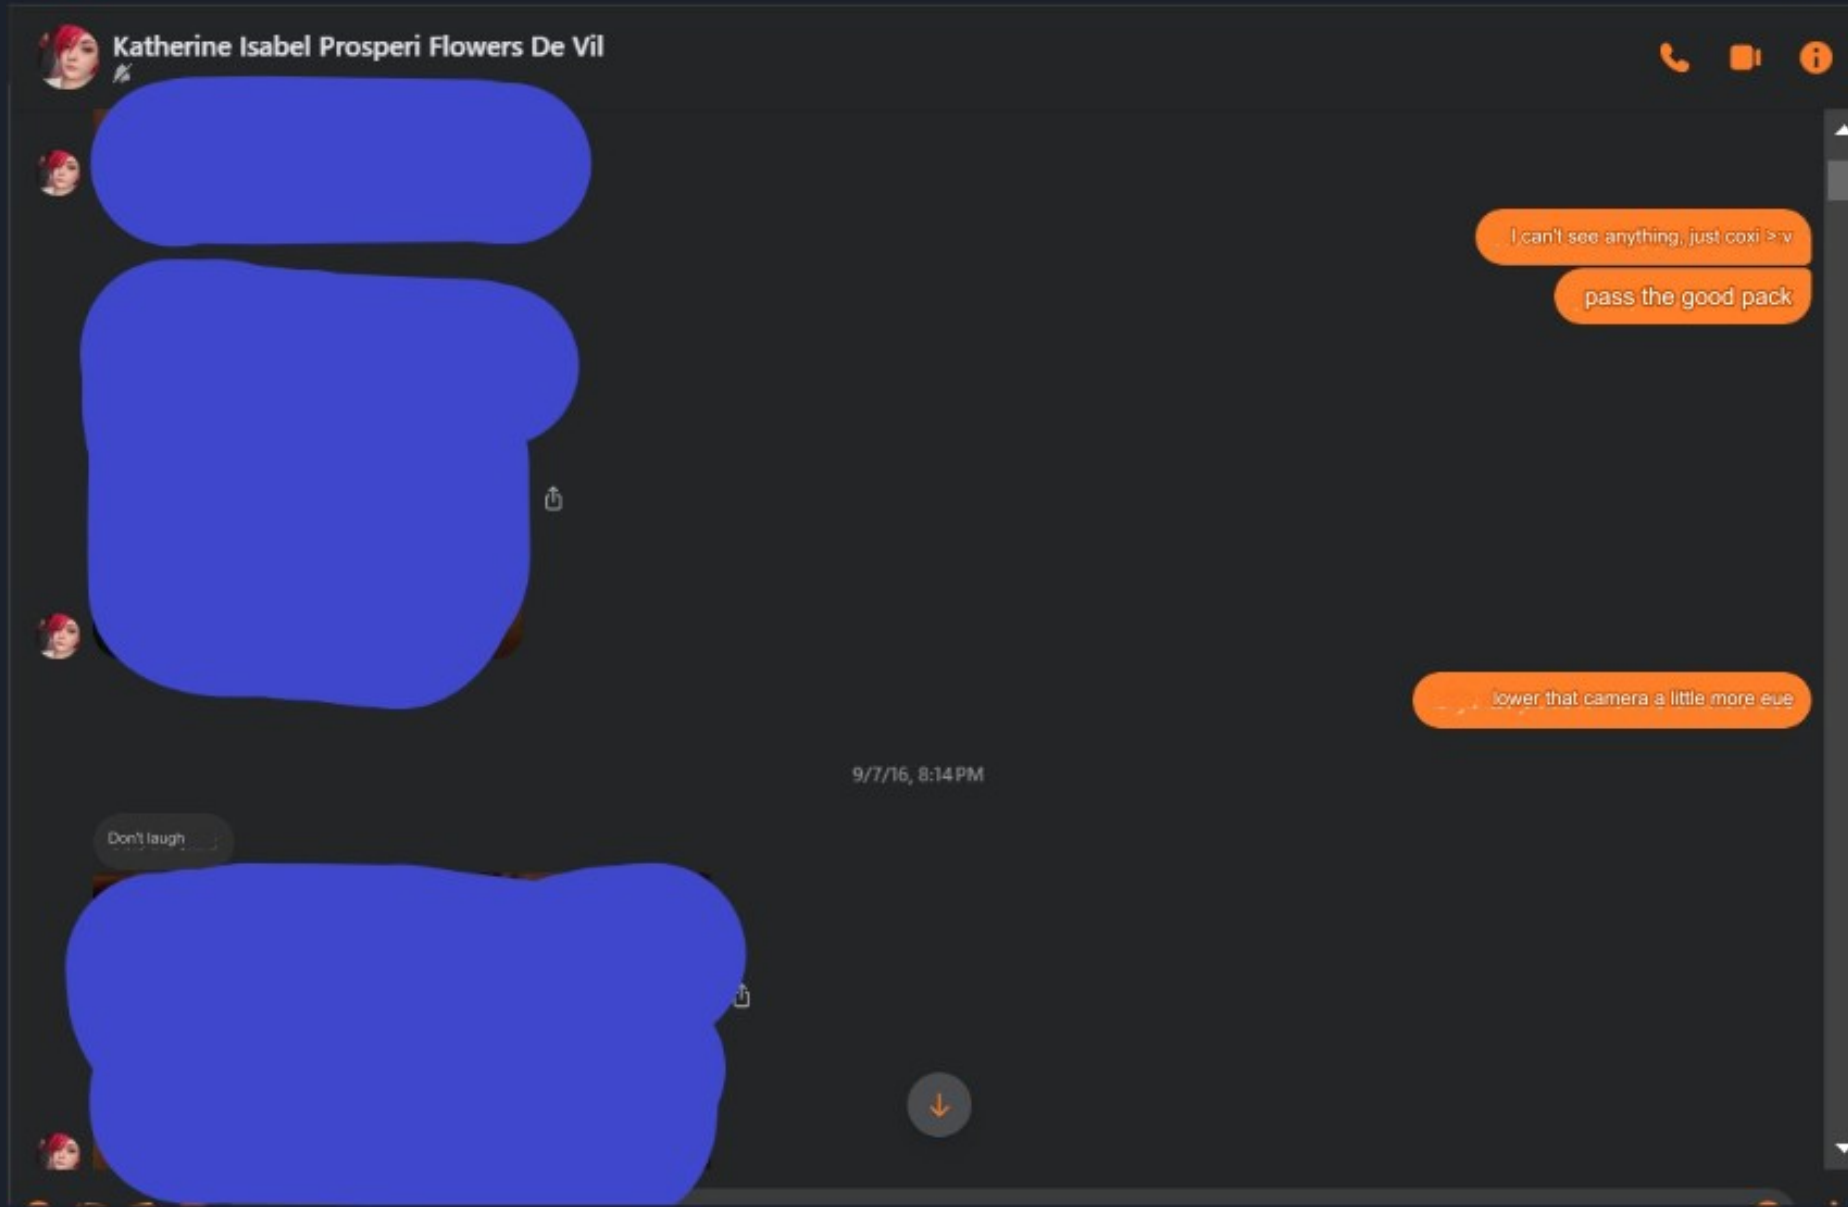 Katherine Isabel Prosperi Flowers De Vil
I can't see anything, just coxi >:v
pass the good pack
lower that camera a little more eue
9/7/16, 8:14 PM
Don't laugh